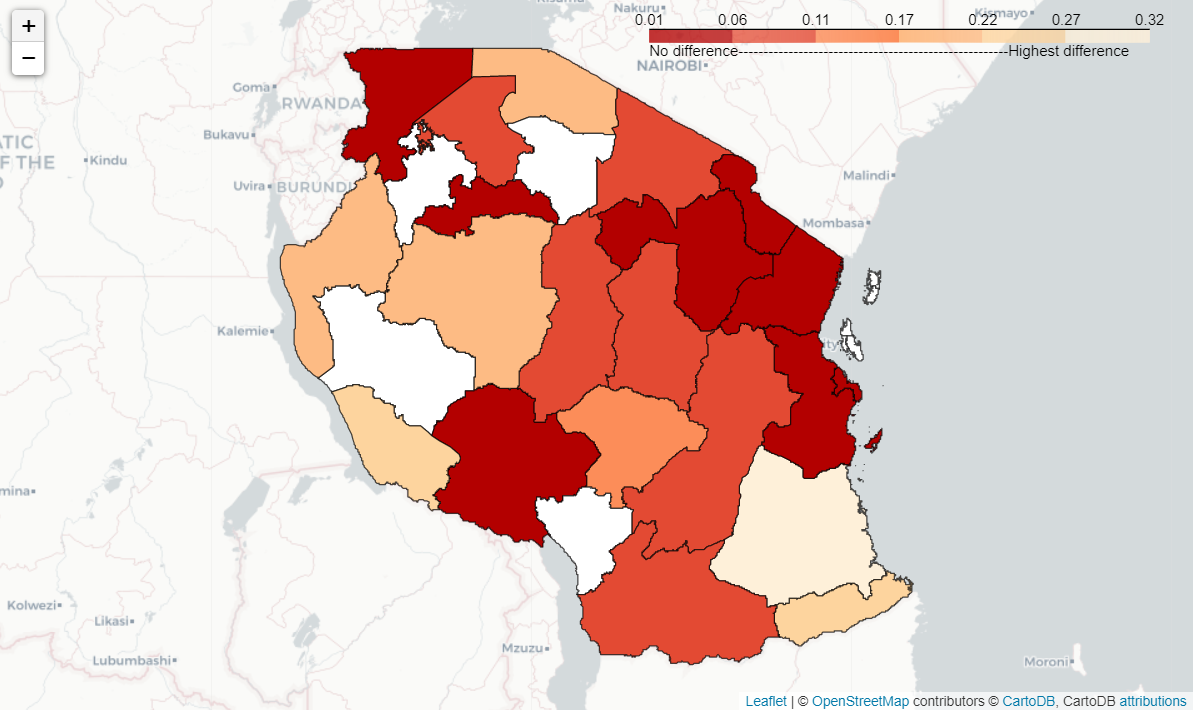 +
−
Nakuru
Kismayo
0.01 0.06 0.11 0.17 0.22 0.27 0.32
No difference---Highest difference
NAIROBI
Goma
RWANDA
Bukavu
ATIC
F THE
O
Kindu
Uvira
BURUNDI
Malindi
Mombasa
Kalemie
ity
mina
Kolwezi
Likasi
Lubumbashi
Mzuzu
Moroni
Leaflet | © OpenStreetMap contributors © CartoDB, CartoDB attributions